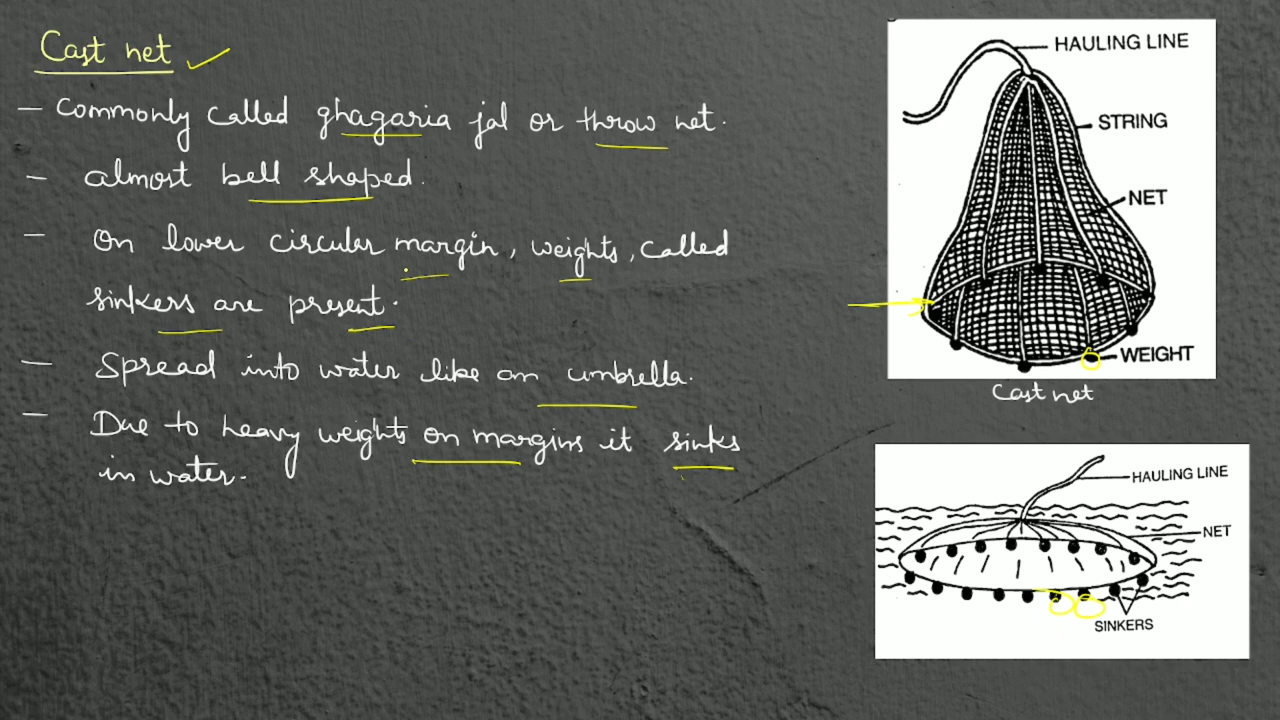 Cast net
— Commonly called ghagaria jal or throw net.
— almost bell shaped.
— On lower circular margin, weights, called
sinkers are present.
— Spread into water like an umbrella.
— Due to heavy weights on margins it sinks
in water.
HAULING LINE
STRING
NET
WEIGHT
Cast net
HAULING LINE
NET
SINKERS